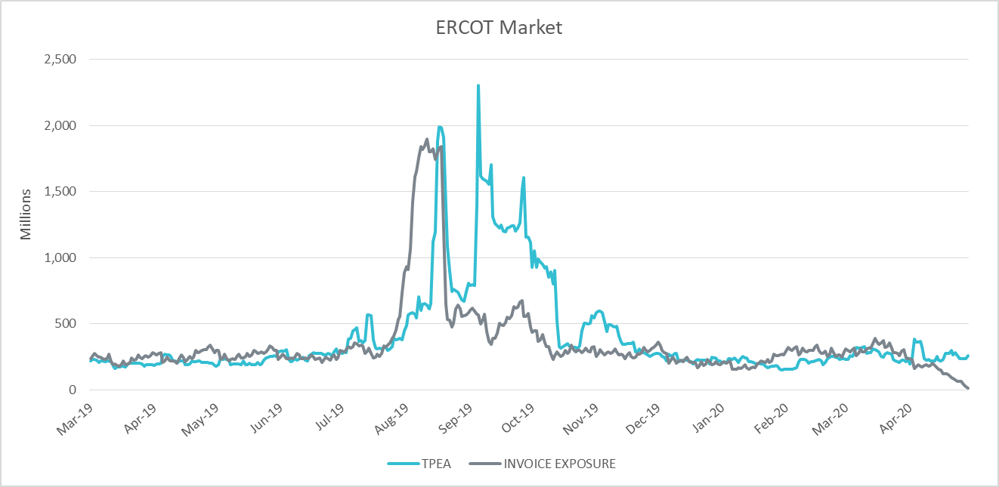 ERCOT Market
2,500
2,000
1,500
1,000
500
0
Millions
Mar-19
Apr-19
May-19
Jun-19
Jul-19
Aug-19
Sep-19
Oct-19
Nov-19
Dec-19
Jan-20
Feb-20
Mar-20
Apr-20
TPEA
INVOICE EXPOSURE